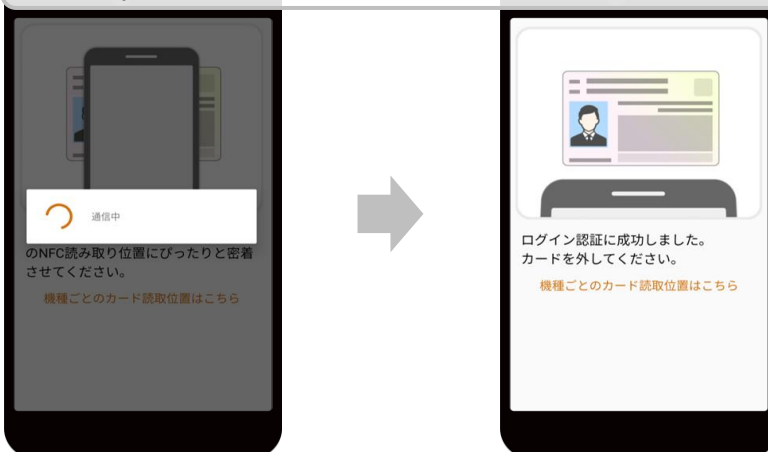 通信中
のNFC読み取り位置にぴったりと密着
させてください。
機種ごとのカード読取位置はこちら
ログイン認証に成功しました。
カードを外してください。
機種ごとのカード読取位置はこちら